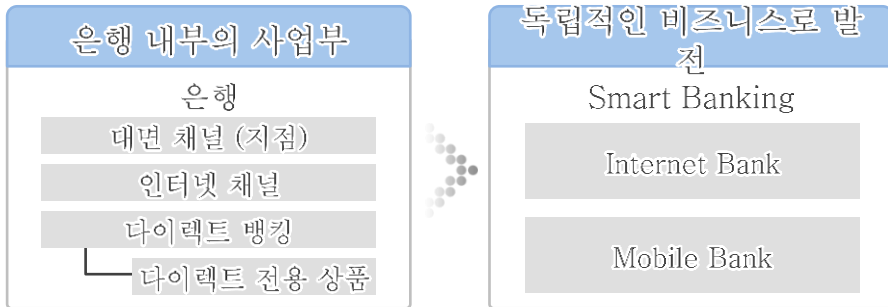 은행 내부의 사업부
은행
대면 채널 (지점)
인터넷 채널
다이렉트 뱅킹
다이렉트 전용 상품
독립적인 비즈니스로 발
전
Smart Banking
Internet Bank
Mobile Bank